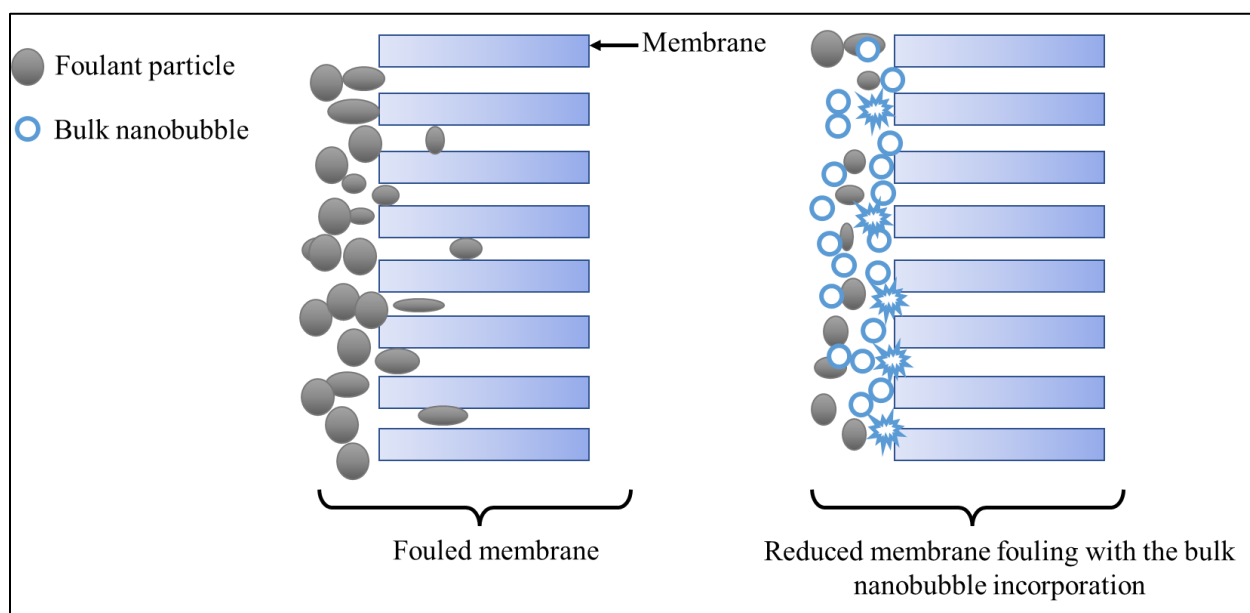 Foulant particle
Bulk nanobubble
Membrane
Fouled membrane
Reduced membrane fouling with the bulk
nanobubble incorporation